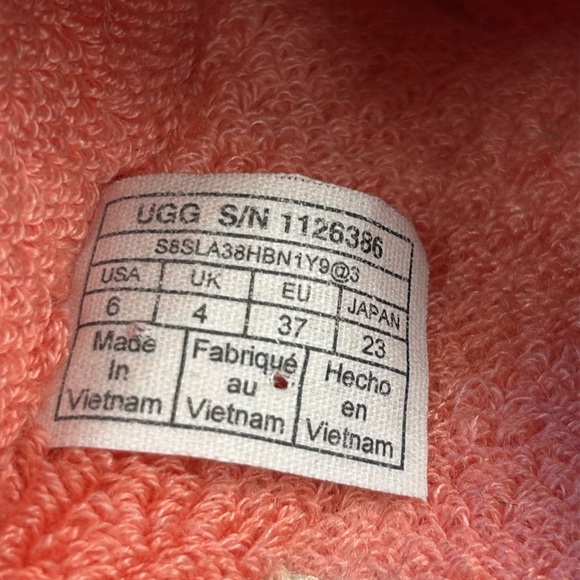 UGG S/N 1126386
S8SLA38HBN1Y9@3
USA UK EU JAPAN
6 4 37 23
Made Fabriqué Hecho
In au en
Vietnam Vietnam Vietnam